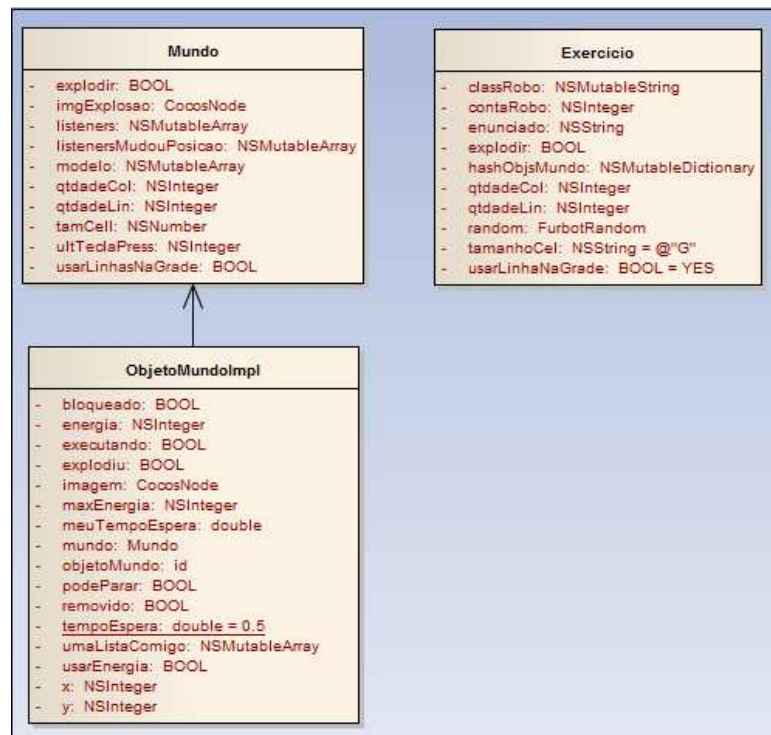 Mundo
- explodir: BOOL
- imgExplosao: CocosNode
- listeners: NSMutableArray
- listenersMudouPosicao: NSMutableArray
- modelo: NSMutableArray
- qtdadeCol: NSInteger
- qtdadeLin: NSInteger
- tamCell: NSNumber
- ultTeclaPress: NSInteger
- usarLinhasNaGrade: BOOL
Exercicio
- classRobo: NSMutableString
- contaRobo: NSInteger
- enunciado: NSString
- explodir: BOOL
- hashObjsMundo: NSMutableDictionary
- qtdadeCol: NSInteger
- qtdadeLin: NSInteger
- random: FurbotRandom
- tamanhoCel: NSString = @"G"
- usarLinhaNaGrade: BOOL = YES
ObjetoMundoImpl
- bloqueado: BOOL
- energia: NSInteger
- executando: BOOL
- explodiu: BOOL
- imagem: CocosNode
- maxEnergia: NSInteger
- meuTempoEspera: double
- mundo: Mundo
- objetoMundo: id
- podeParar: BOOL
- removido: BOOL
- tempoEspera: double = 0.5
- umaListaComigo: NSMutableArray
- usarEnergia: BOOL
- x: NSInteger
- y: NSInteger